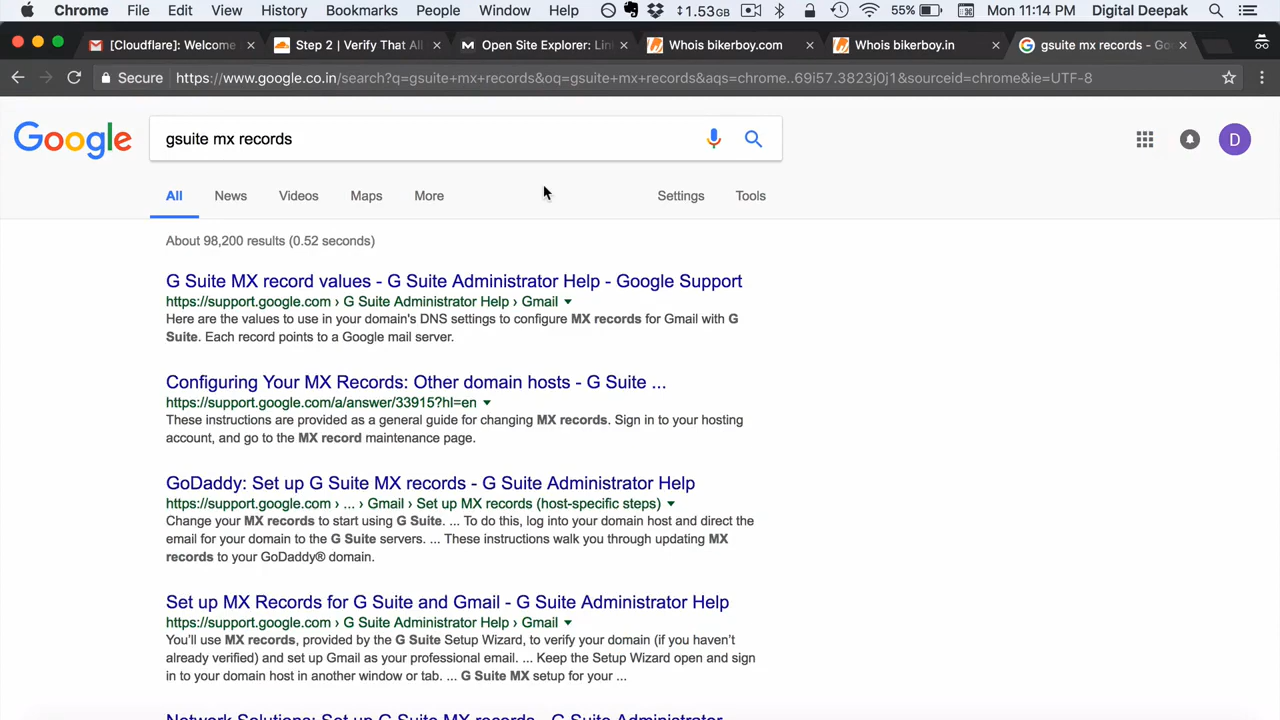 Chrome File Edit View History Bookmarks People Window Help 1.53GB 55% Mon 11:14 PM Digital Deepak
[Cloudflare]: Welcome Step 2 | Verify That All Open Site Explorer: Lin Whois bikerboy.com Whois bikerboy.in gsuite mx records - Go
Secure https://www.google.co.in/search?q=gsuite+mx+records&oq=gsuite+mx+records&aqs=chrome..69i57.3823j0j1&sourceid=chrome&ie=UTF-8
Google gsuite mx records D
All News Videos Maps More Settings Tools
About 98,200 results (0.52 seconds)
G Suite MX record values - G Suite Administrator Help - Google Support
https://support.google.com › G Suite Administrator Help › Gmail
Here are the values to use in your domain's DNS settings to configure MX records for Gmail with G
Suite. Each record points to a Google mail server.
Configuring Your MX Records: Other domain hosts - G Suite ...
https://support.google.com/a/answer/33915?hl=en
These instructions are provided as a general guide for changing MX records. Sign in to your hosting
account, and go to the MX record maintenance page.
GoDaddy: Set up G Suite MX records - G Suite Administrator Help
https://support.google.com › ... › Gmail › Set up MX records (host-specific steps)
Change your MX records to start using G Suite. ... To do this, log into your domain host and direct the
email for your domain to the G Suite servers. ... These instructions walk you through updating MX
records to your GoDaddy® domain.
Set up MX Records for G Suite and Gmail - G Suite Administrator Help
https://support.google.com › G Suite Administrator Help › Gmail
You'll use MX records, provided by the G Suite Setup Wizard, to verify your domain (if you haven't
already verified) and set up Gmail as your professional email. ... Keep the Setup Wizard open and sign
in to your domain host in another window or tab. ... G Suite MX setup for your ...
Network Solutions: Set up G Suite MX records - G Suite Administrator